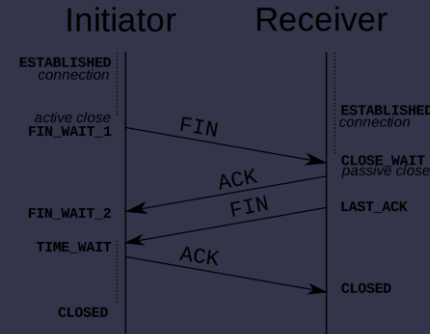 Initiator
Receiver
ESTABLISHED
connection
ESTABLISHED
connection
active close
FIN_WAIT_1
FIN
CLOSE_WAIT
passive close
ACK
FIN
FIN_WAIT_2
LAST_ACK
TIME_WAIT
ACK
CLOSED
CLOSED